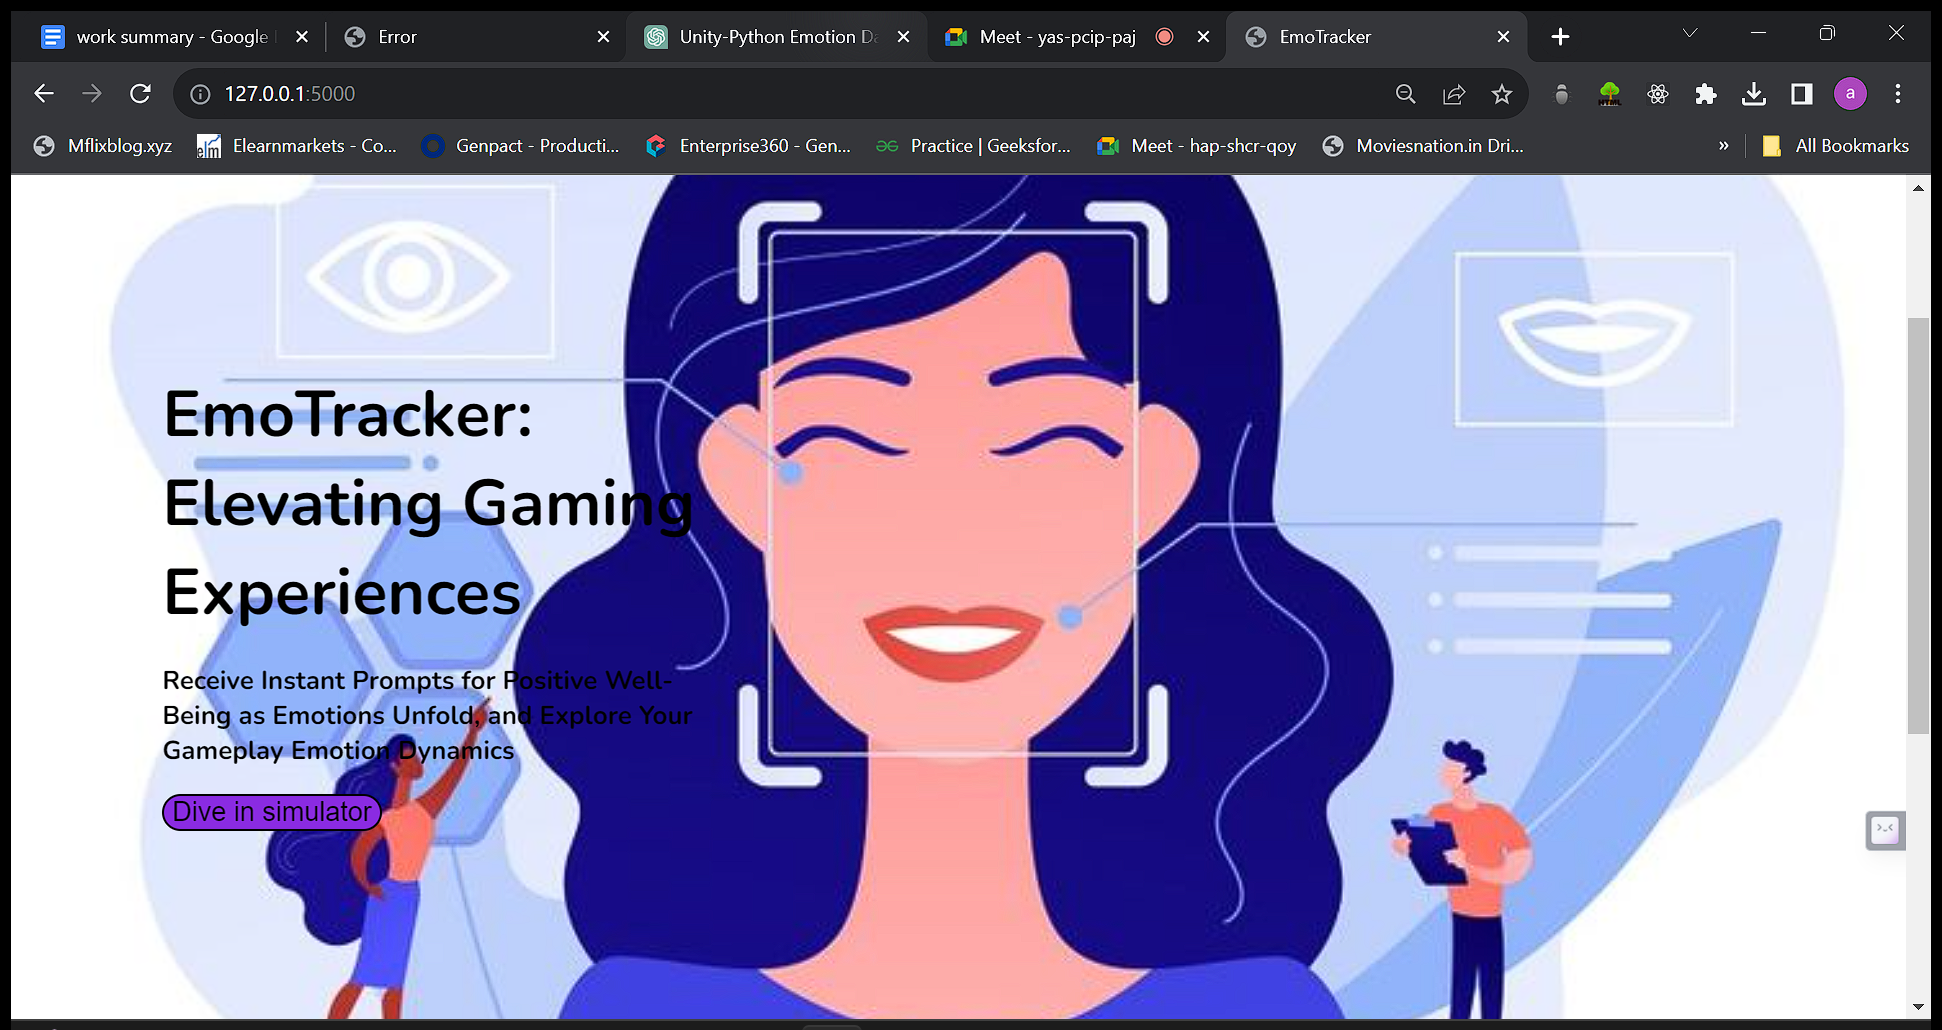 work summary - Google
Error
Unity-Python Emotion Da
Meet - yas-pcip-paj
EmoTracker
127.0.0.1:5000
a
Mflixblog.xyz
elm
Elearnmarkets - Co...
Genpact - Producti...
Enterprise360 - Gen...
Practice | Geeksfor...
Meet - hap-shcr-qoy
Moviesnation.in Dri...
»
All Bookmarks
EmoTracker:
Elevating Gaming
Experiences
Receive Instant Prompts for Positive Well-
Being as Emotions Unfold, and Explore Your
Gameplay Emotion Dynamics
Dive in simulator